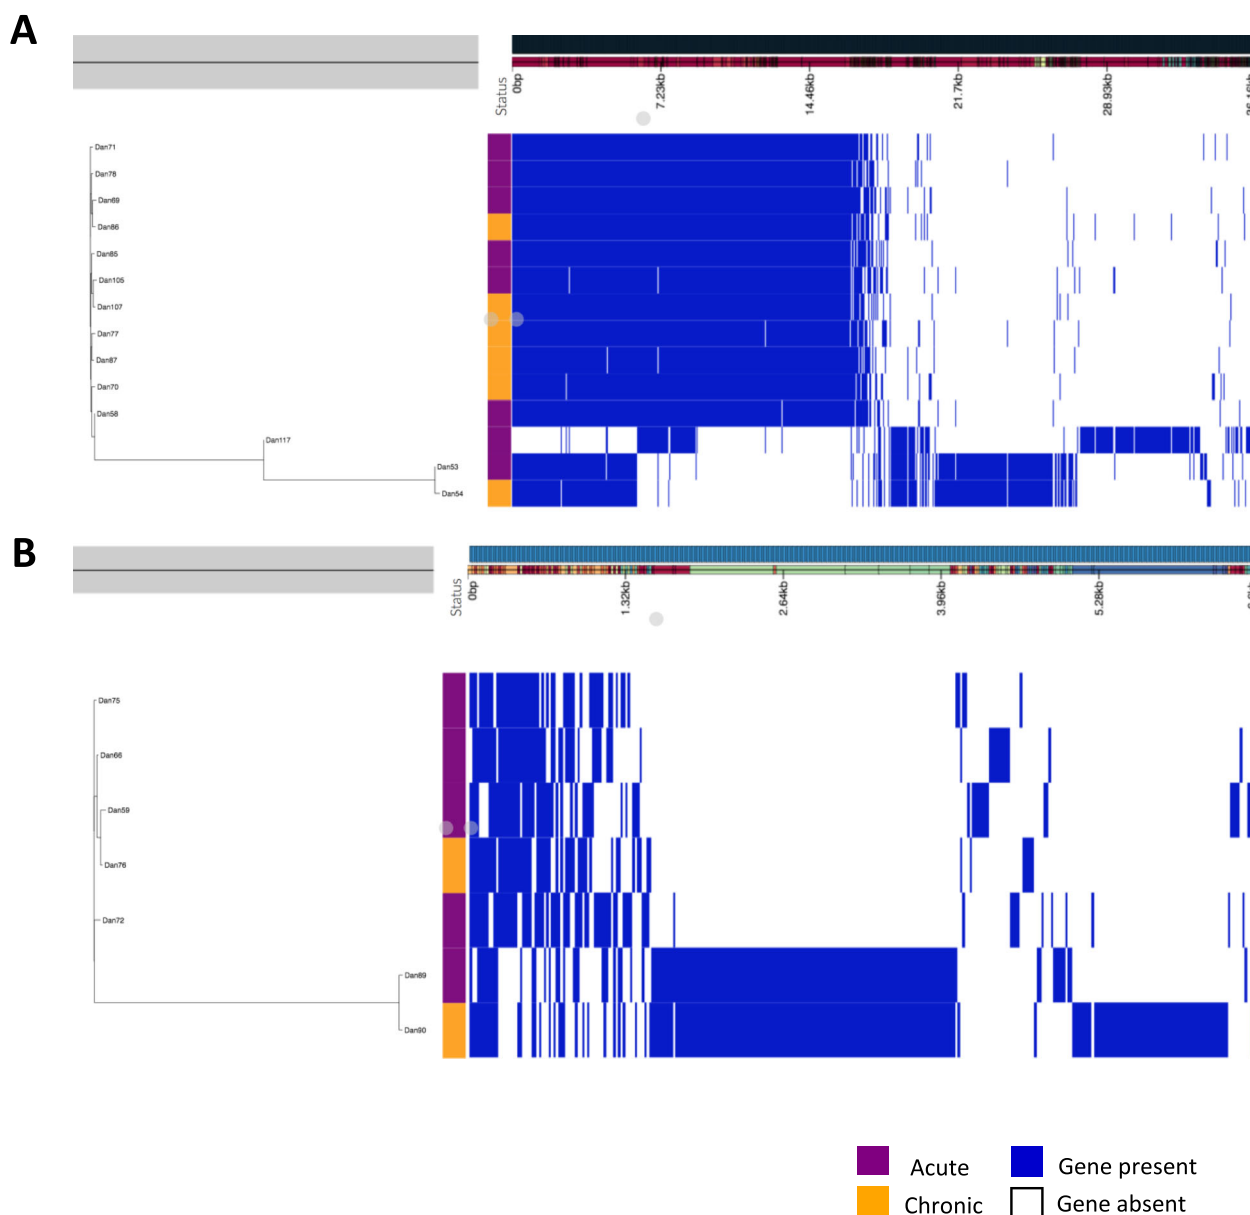 A
Status
0bp
7.23kb
14.46kb
21.7kb
28.93kb
Dan71
Dan78
Dan69
Dan86
Dan85
Dan105
Dan107
Dan77
Dan87
Dan70
Dan58
Dan117
Dan53
Dan54
B
Status
0bp
1.32kb
2.64kb
3.96kb
5.28kb
Dan75
Dan66
Dan59
Dan76
Dan72
Dan89
Dan90
Acute
Gene present
Chronic
Gene absent